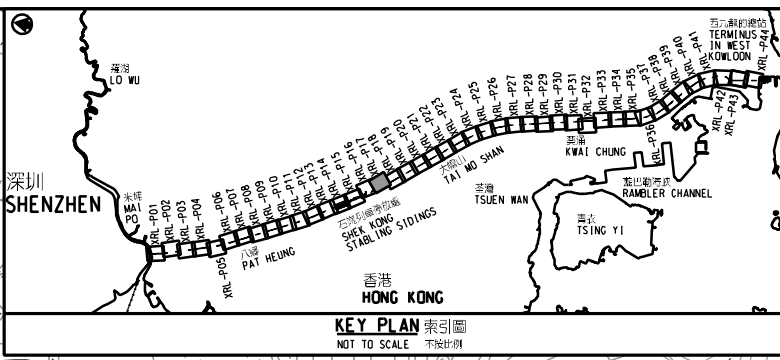 西九龍的總站
TERMINUS
IN WEST
KOWLOON
羅湖
LO WU
深圳
SHENZHEN
米埔
MAI
PO
XRL-P01
XRL-P02
XRL-P03
XRL-P04
XRL-P05
XRL-P06
XRL-P07
XRL-P08
XRL-P09
XRL-P10
XRL-P11
XRL-P12
XRL-P13
XRL-P14
XRL-P15
XRL-P16
XRL-P17
XRL-P18
XRL-P19
XRL-P20
XRL-P21
XRL-P22
XRL-P23
XRL-P24
XRL-P25
XRL-P26
XRL-P27
XRL-P28
XRL-P29
XRL-P30
XRL-P31
XRL-P32
XRL-P33
XRL-P34
XRL-P35
XRL-P36
XRL-P37
XRL-P38
XRL-P39
XRL-P40
XRL-P41
XRL-P42
XRL-P43
XRL-P44
八鄉
PAT HEUNG
SHEK KONG
STABLING SIDINGS
大帽山
TAI MO SHAN
葵涌
KWAI CHUNG
荃灣
TSUEN WAN
藍巴勒海峽
RAMBLER CHANNEL
青衣
TSING YI
香港
HONG KONG
KEY PLAN 索引圖
NOT TO SCALE 不按比例